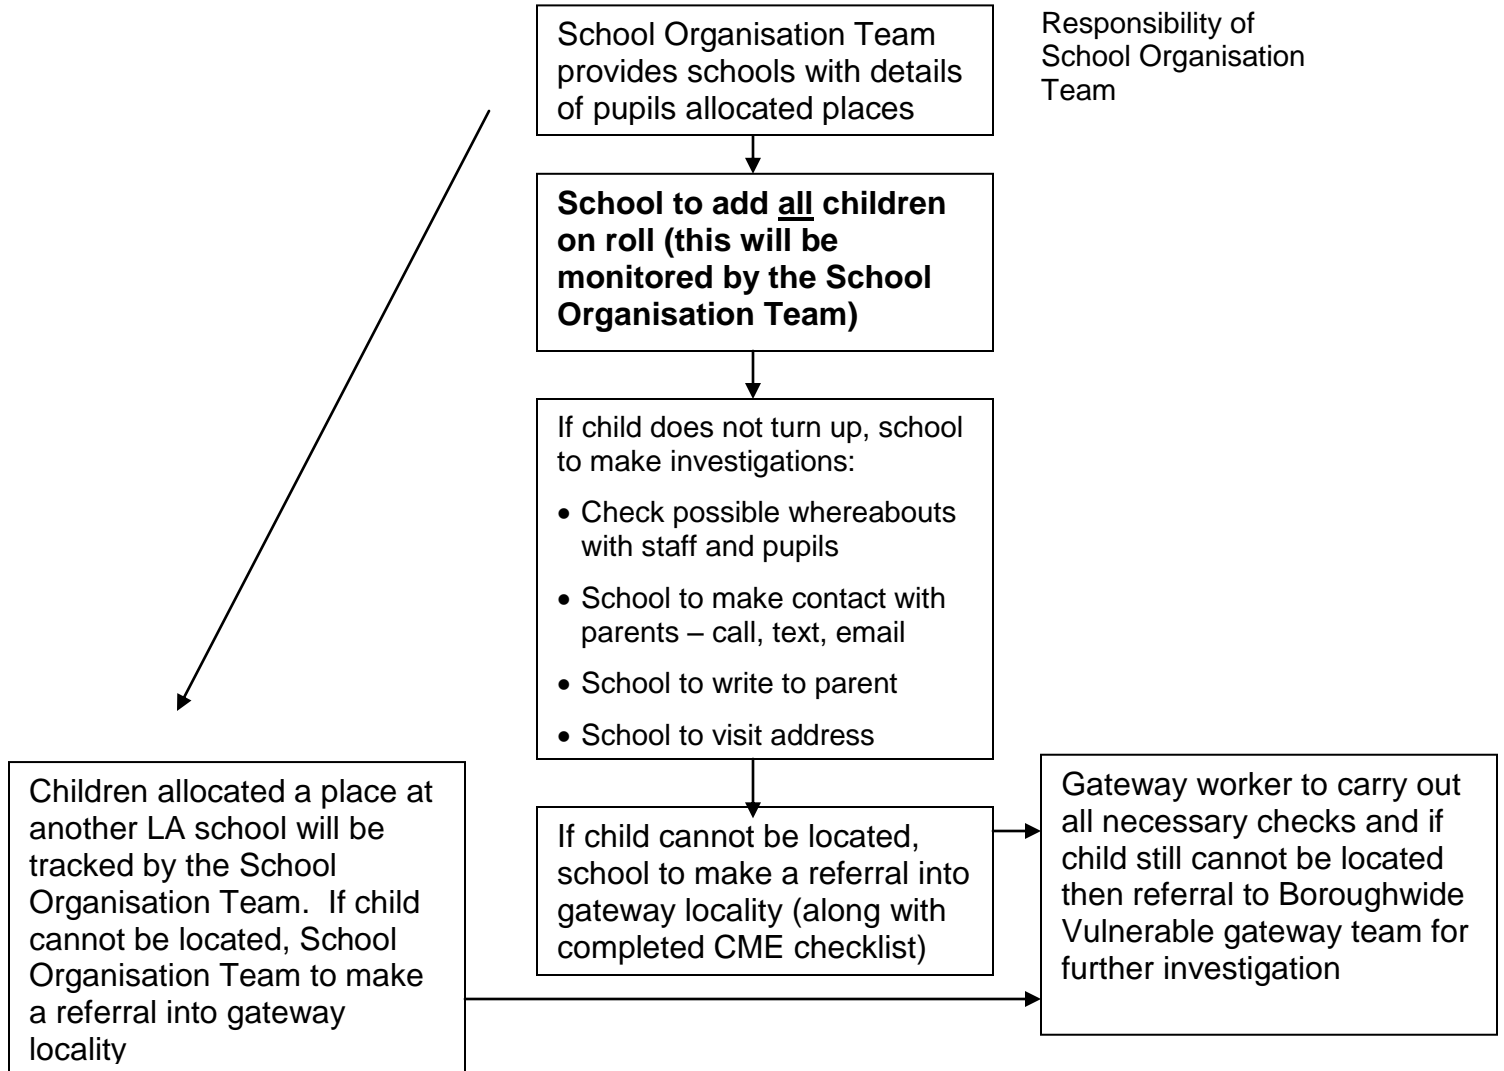 School Organisation Team
provides schools with details
of pupils allocated places
Responsibility of
School Organisation
Team
School to add all children
on roll (this will be
monitored by the School
Organisation Team)
If child does not turn up, school
to make investigations:
• Check possible whereabouts
with staff and pupils
• School to make contact with
parents – call, text, email
• School to write to parent
• School to visit address
Children allocated a place at
another LA school will be
tracked by the School
Organisation Team.  If child
cannot be located, School
Organisation Team to make
a referral into gateway
locality
If child cannot be located,
school to make a referral into
gateway locality (along with
completed CME checklist)
Gateway worker to carry out
all necessary checks and if
child still cannot be located
then referral to Boroughwide
Vulnerable gateway team for
further investigation